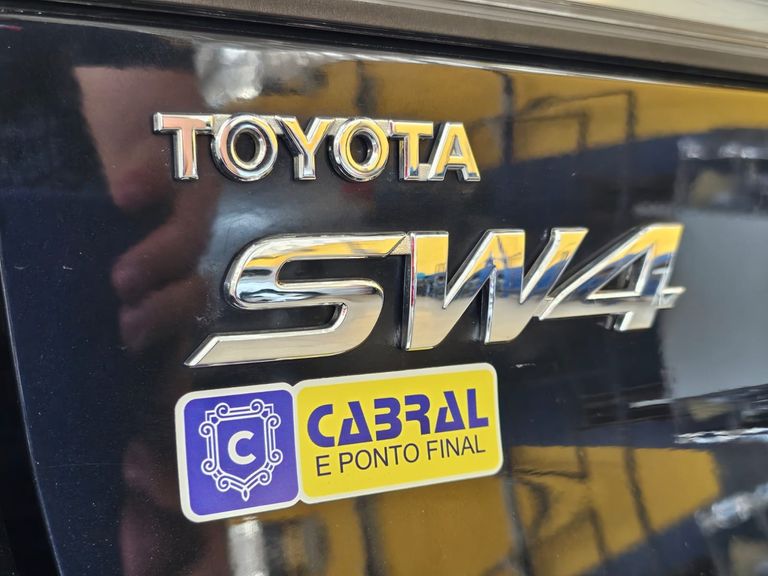 TOYOTA
SW4
C
CABRAL
E PONTO FINAL